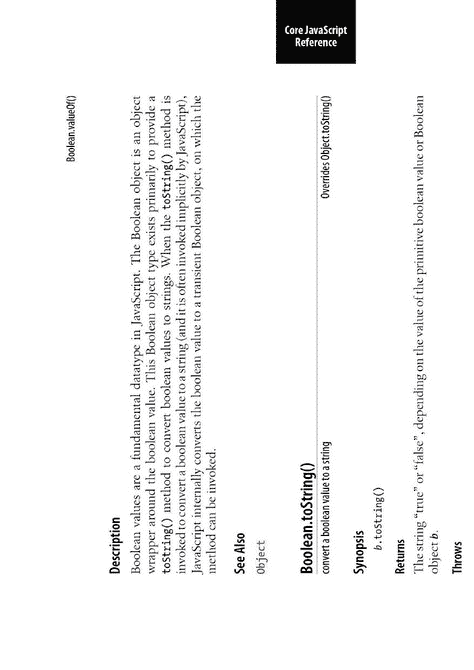 Core JavaScript
Reference
Boolean.valueOf()
Description
Boolean values are a fundamental datatype in JavaScript. The Boolean object is an object
wrapper around the boolean value. This Boolean object type exists primarily to provide a
toString() method to convert boolean values to strings. When the toString() method is
invoked to convert a boolean value to a string (and it is often invoked implicitly by JavaScript),
JavaScript internally converts the boolean value to a transient Boolean object, on which the
method can be invoked.
See Also
Object
Boolean.toString()
Overrides Object.toString()
convert a boolean value to a string
Synopsis
b.toString()
Returns
The string “true” or “false”, depending on the value of the primitive boolean value or Boolean
object b.
Throws